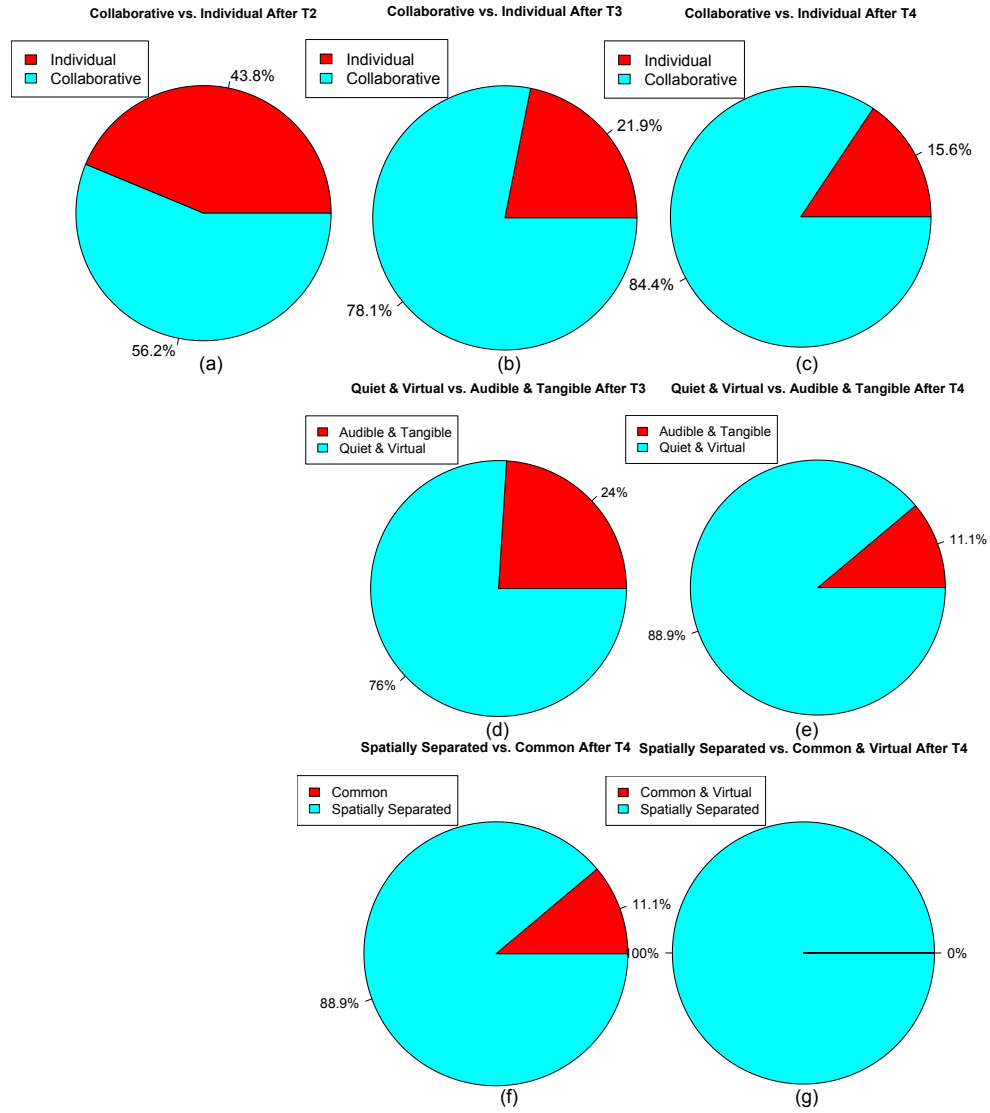 Collaborative vs. Individual After T2
Collaborative vs. Individual After T3
Collaborative vs. Individual After T4
Individual
Collaborative
43.8%
56.2%
(a)
Individual
Collaborative
21.9%
78.1%
(b)
Individual
Collaborative
15.6%
84.4%
(c)
Quiet & Virtual vs. Audible & Tangible After T3
Quiet & Virtual vs. Audible & Tangible After T4
Audible & Tangible
Quiet & Virtual
24%
76%
(d)
Audible & Tangible
Quiet & Virtual
11.1%
88.9%
(e)
Spatially Separated vs. Common After T4
Spatially Separated vs. Common & Virtual After T4
Common
Spatially Separated
11.1%
88.9%
(f)
Common & Virtual
Spatially Separated
100%
0%
(g)